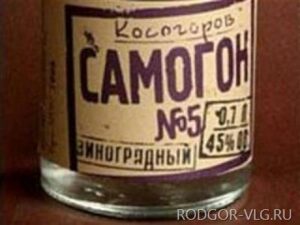 Косогоров
САМОГОН
№5
0.7 Л
ВИНОГРАДНЫЙ
45% ОБ
RODGOR-VLG.RU